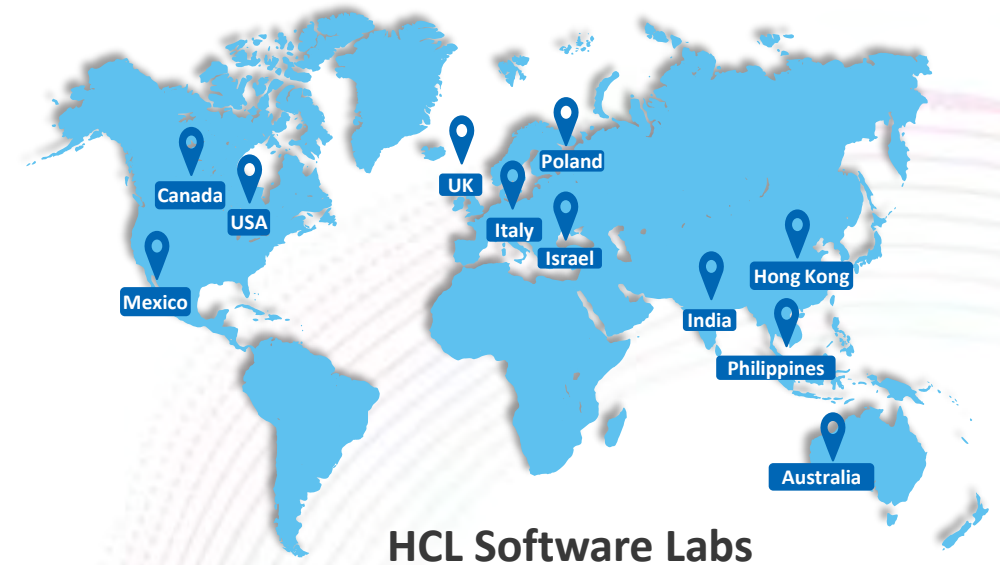 Poland
UK
Canada
USA
Italy
Israel
Hong Kong
Mexico
India
Philippines
Australia
HCL Software Labs